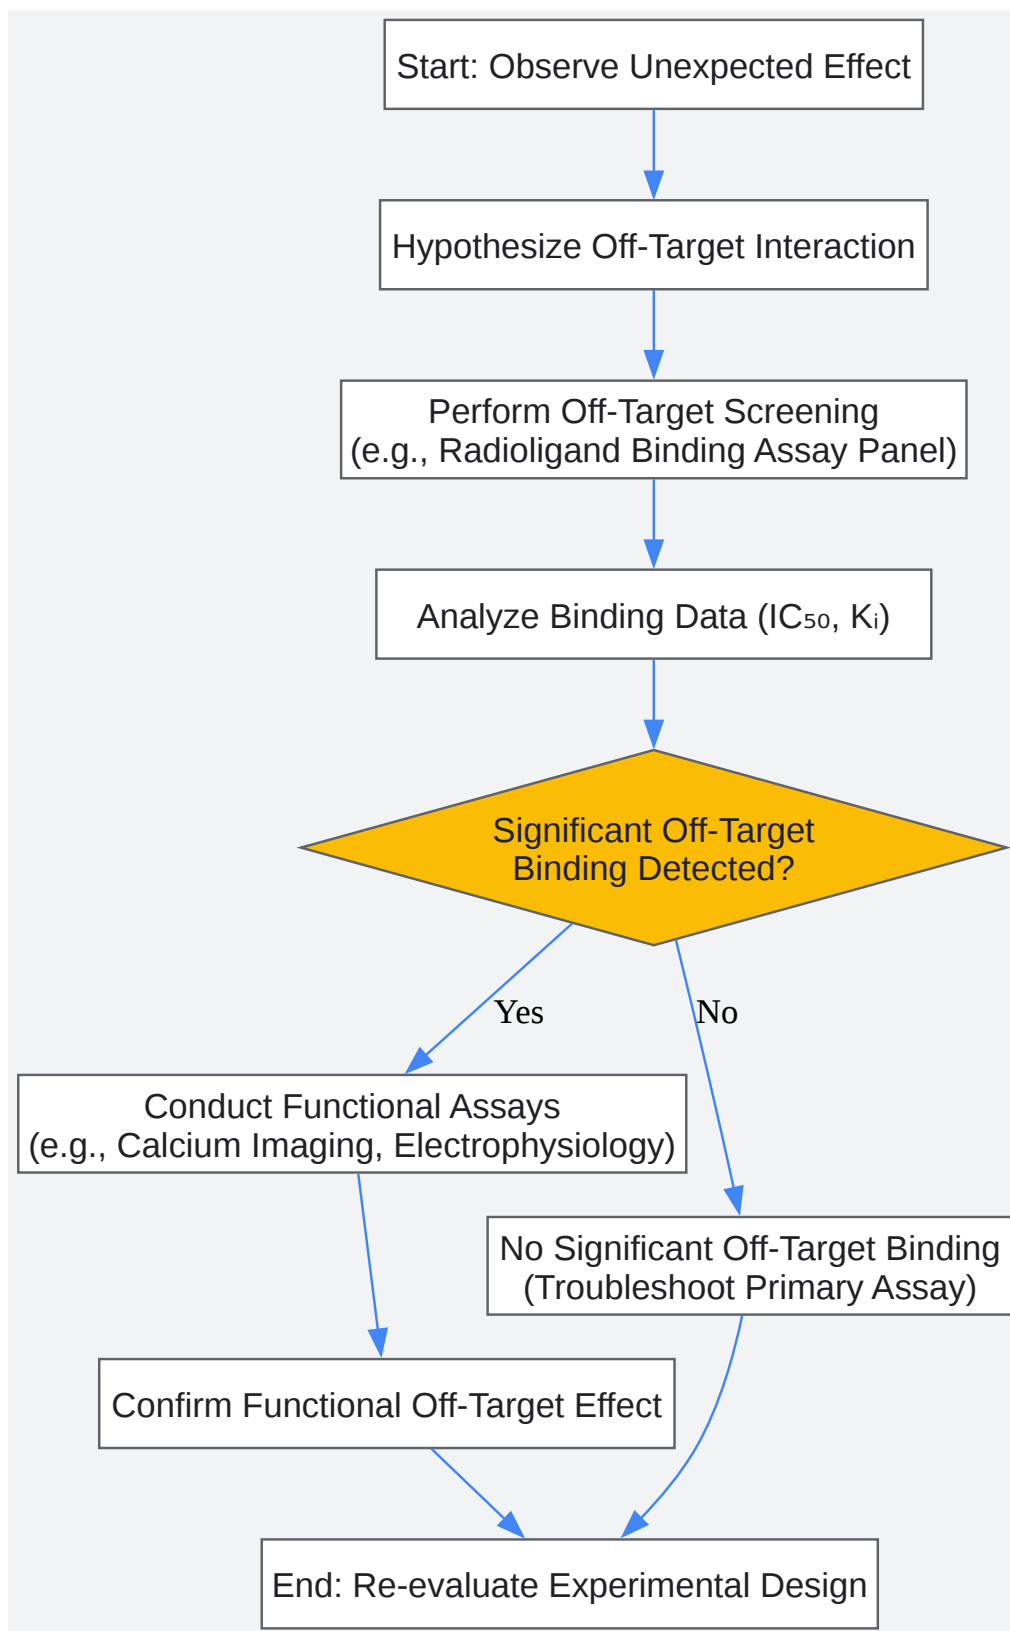 Start: Observe Unexpected Effect
Hypothesize Off-Target Interaction
Perform Off-Target Screening
(e.g., Radioligand Binding Assay Panel)
Analyze Binding Data (IC₅₀, Kᵢ)
Significant Off-Target
Binding Detected?
Yes
No
Conduct Functional Assays
(e.g., Calcium Imaging, Electrophysiology)
No Significant Off-Target Binding
(Troubleshoot Primary Assay)
Confirm Functional Off-Target Effect
End: Re-evaluate Experimental Design